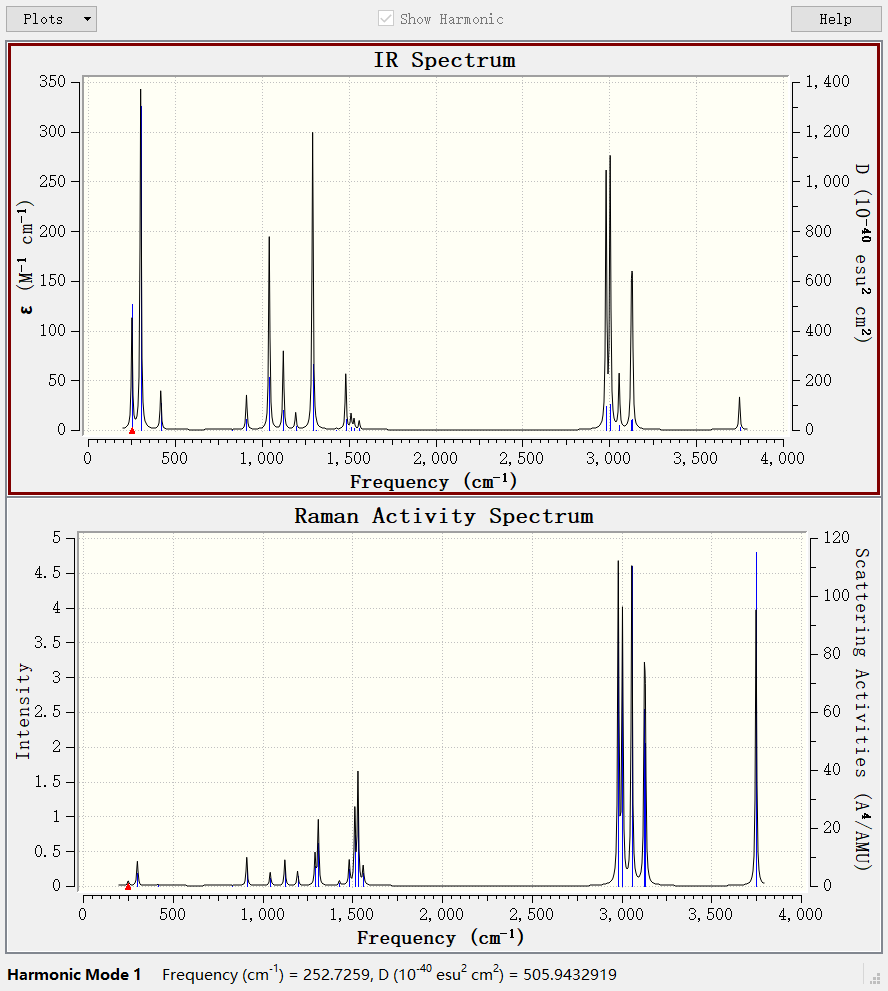 Plots
Show Harmonic
Help
IR Spectrum
350
300
250
200
150
100
50
0
ε (M⁻¹ cm⁻¹)
1,400
1,200
1,000
800
600
400
200
0
D (10⁻⁴⁰ esu² cm²)
0 500 1,000 1,500 2,000 2,500 3,000 3,500 4,000
Frequency (cm⁻¹)
Raman Activity Spectrum
5
4.5
4
3.5
3
2.5
2
1.5
1
0.5
0
Intensity
120
100
80
60
40
20
0
Scattering Activities (A⁴/AMU)
0 500 1,000 1,500 2,000 2,500 3,000 3,500 4,000
Frequency (cm⁻¹)
Harmonic Mode 1 Frequency (cm⁻¹) = 252.7259, D (10⁻⁴⁰ esu² cm²) = 505.9432919